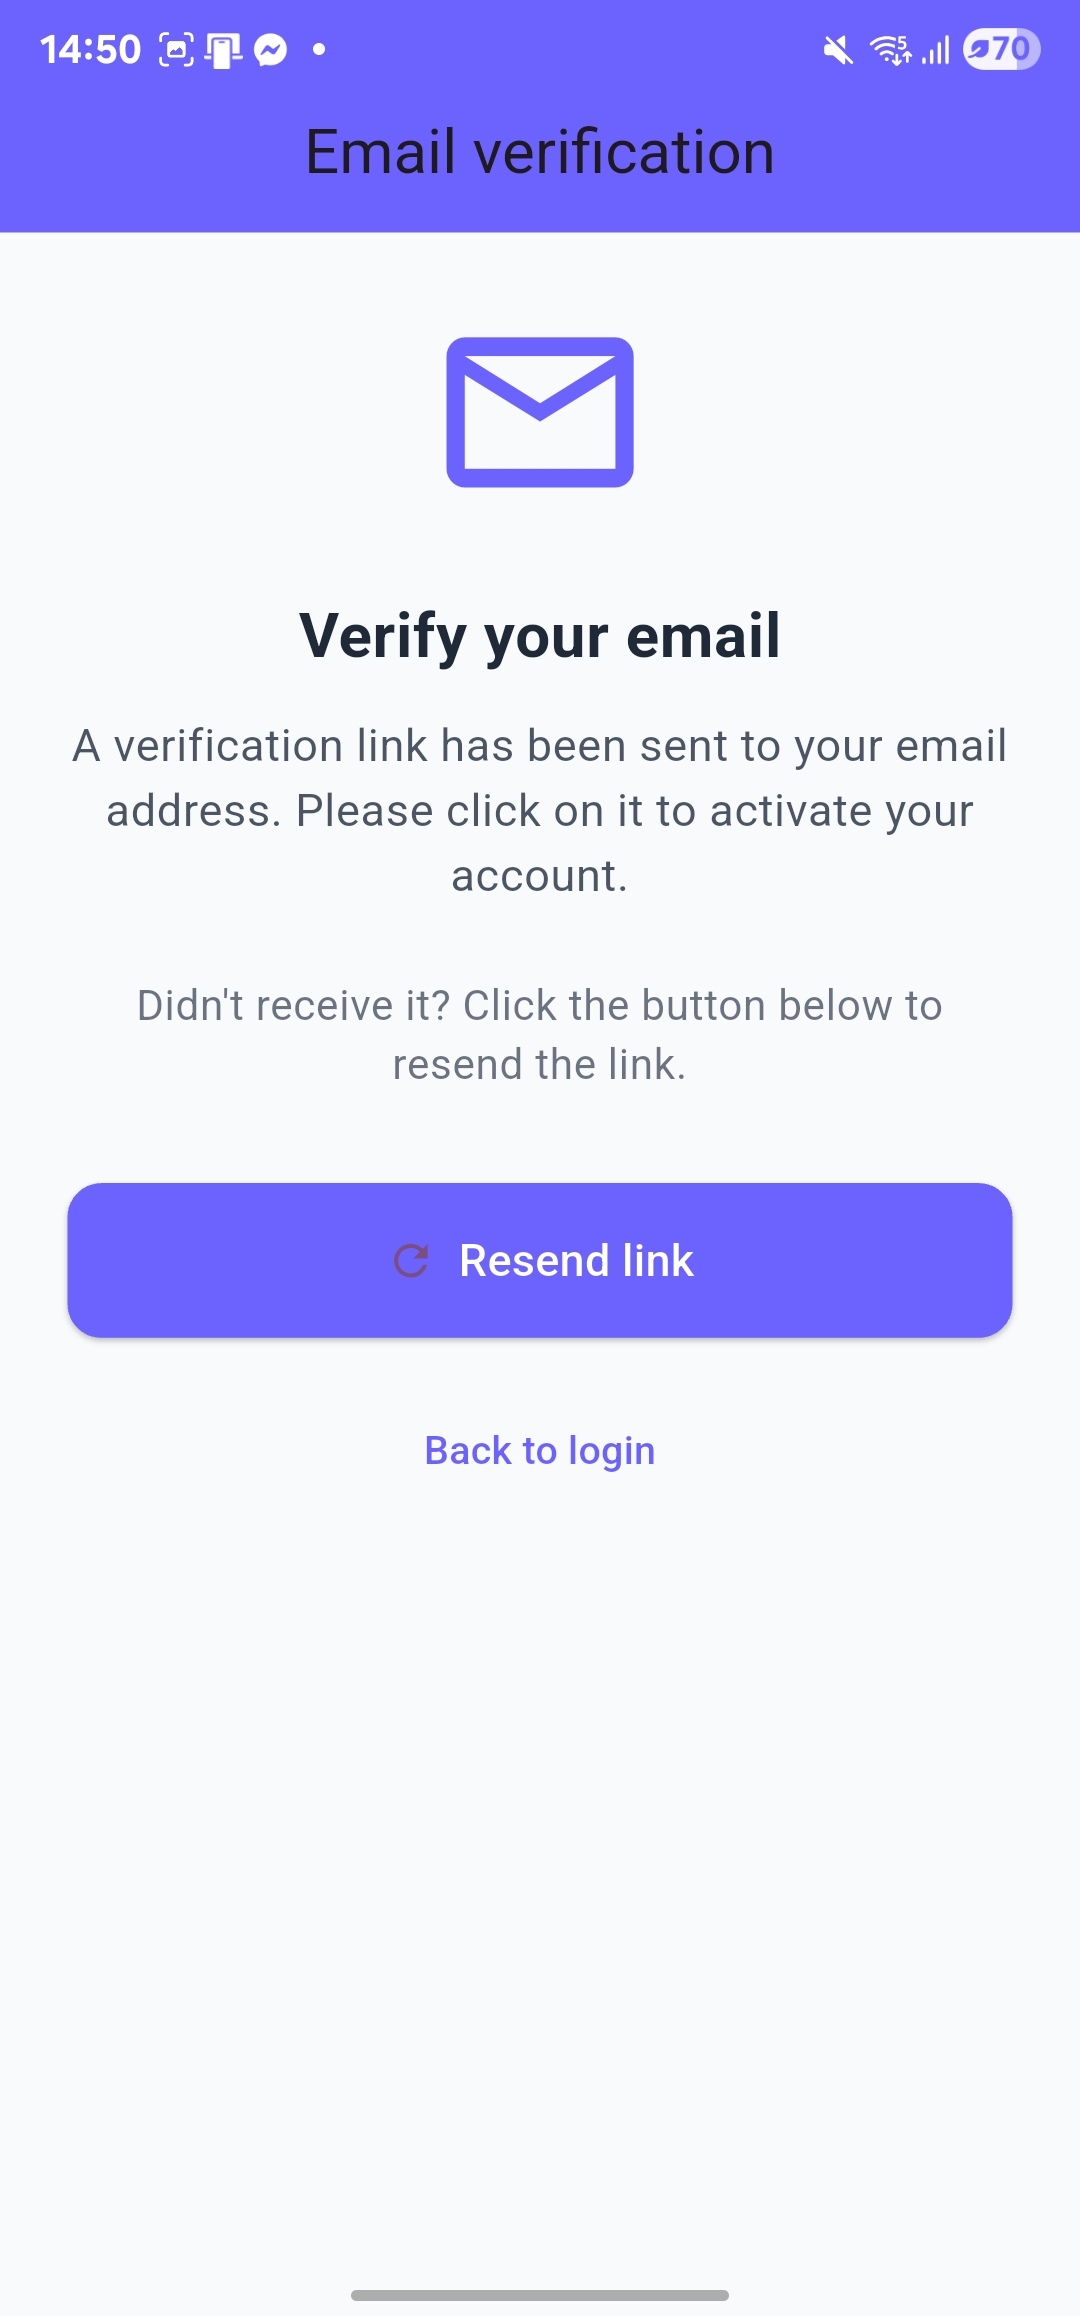 14:50
5
70
Email verification
Verify your email
A verification link has been sent to your email
address. Please click on it to activate your
account.
Didn't receive it? Click the button below to
resend the link.
Resend link
Back to login